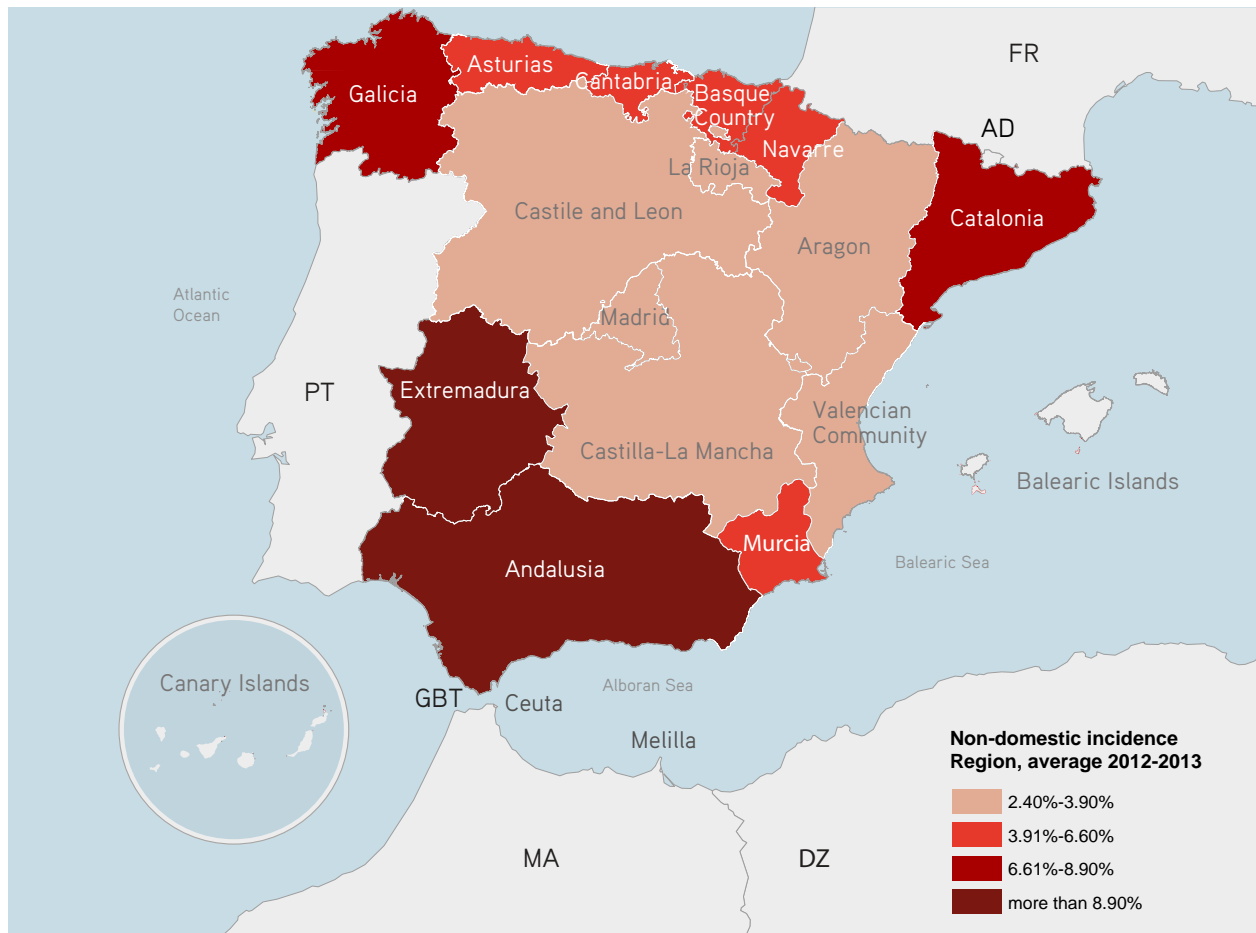 FR
Asturias
Cantabria
Galicia
Basque
Country
AD
Navarre
La Rioja
Castile and Leon
Catalonia
Aragon
Atlantic
Ocean
Madrid
PT
Extremadura
Valencian
Community
Castilla-La Mancha
Balearic Islands
Murcia
Balearic Sea
Andalusia
Canary Islands
GBT
Ceuta
Alboran Sea
Melilla
Non-domestic incidence
Region, average 2012-2013
2.40%-3.90%
3.91%-6.60%
6.61%-8.90%
more than 8.90%
MA
DZ